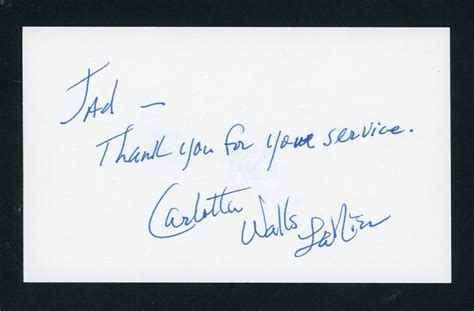 JAd —
Thank you for your service.
Carlotta Walls LaNier